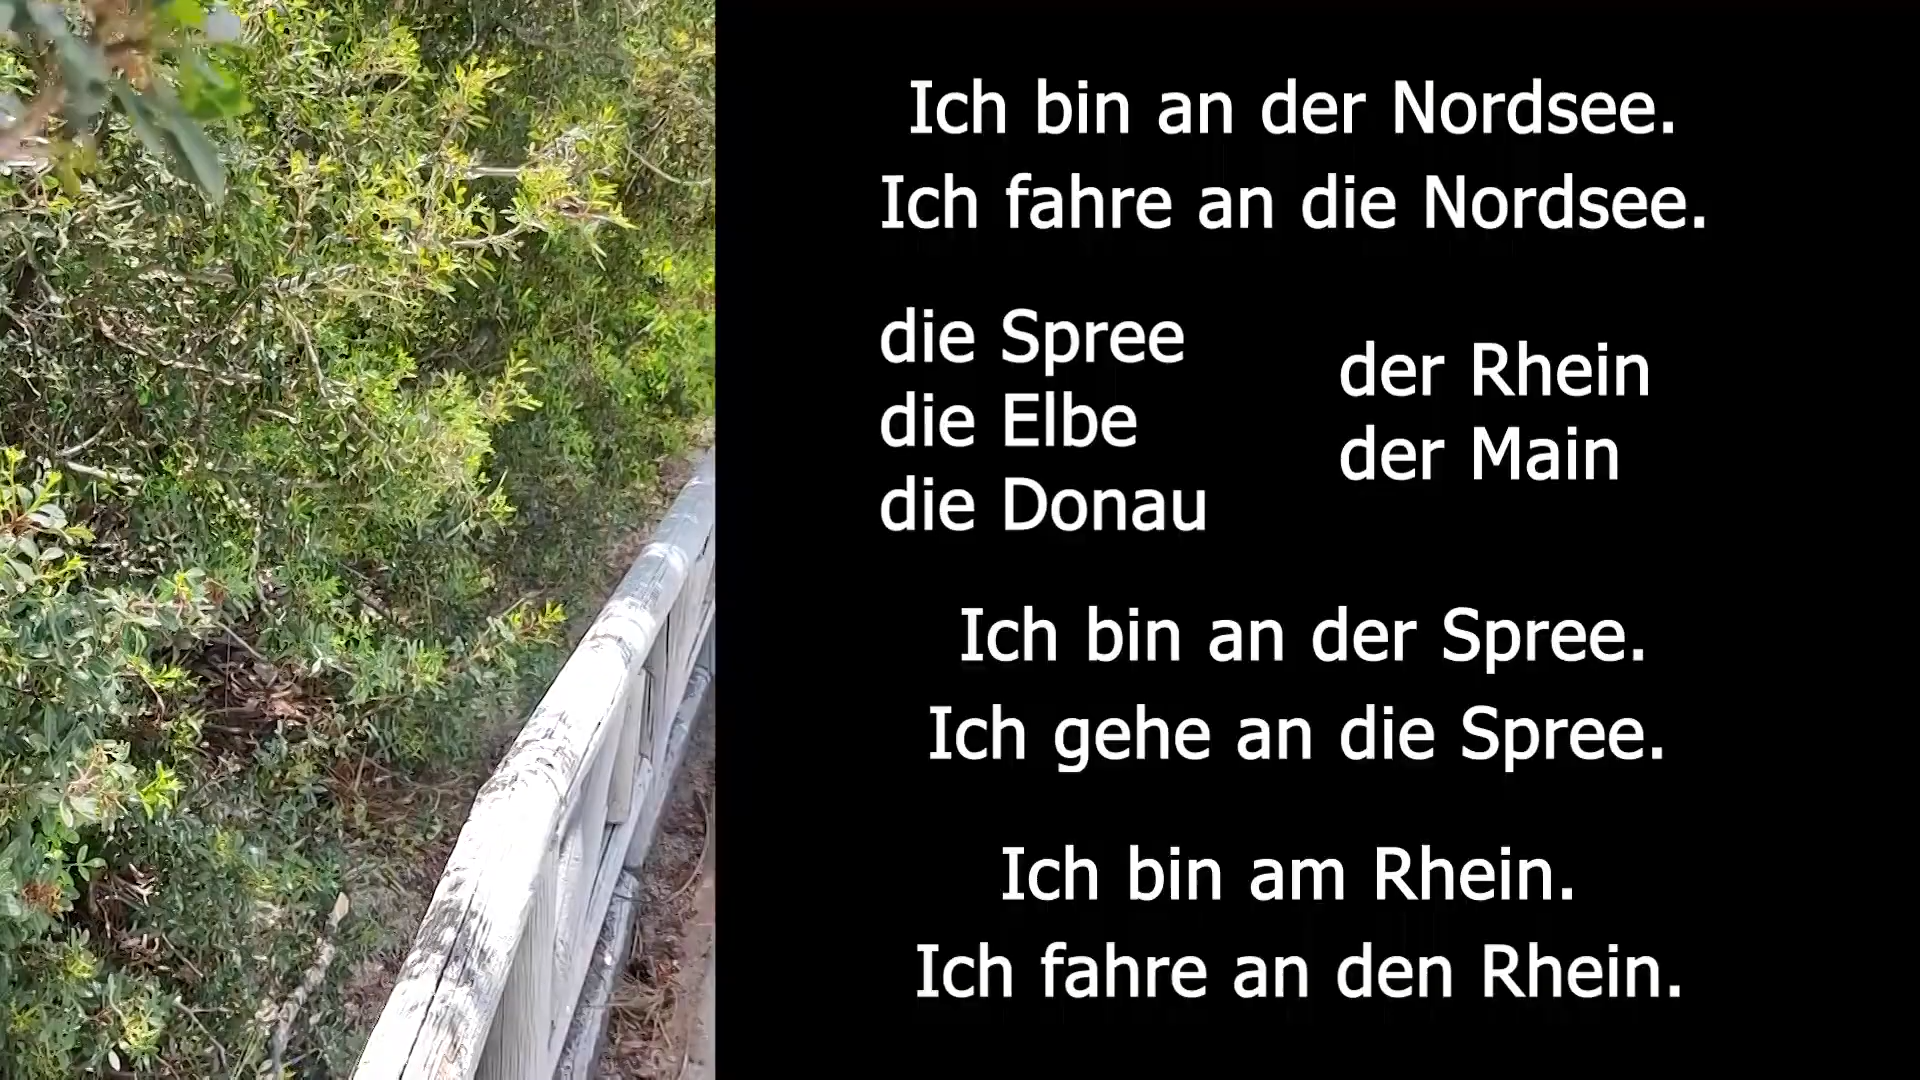 Ich bin an der Nordsee.
Ich fahre an die Nordsee.
die Spree
die Elbe
die Donau
der Rhein
der Main
Ich bin an der Spree.
Ich gehe an die Spree.
Ich bin am Rhein.
Ich fahre an den Rhein.